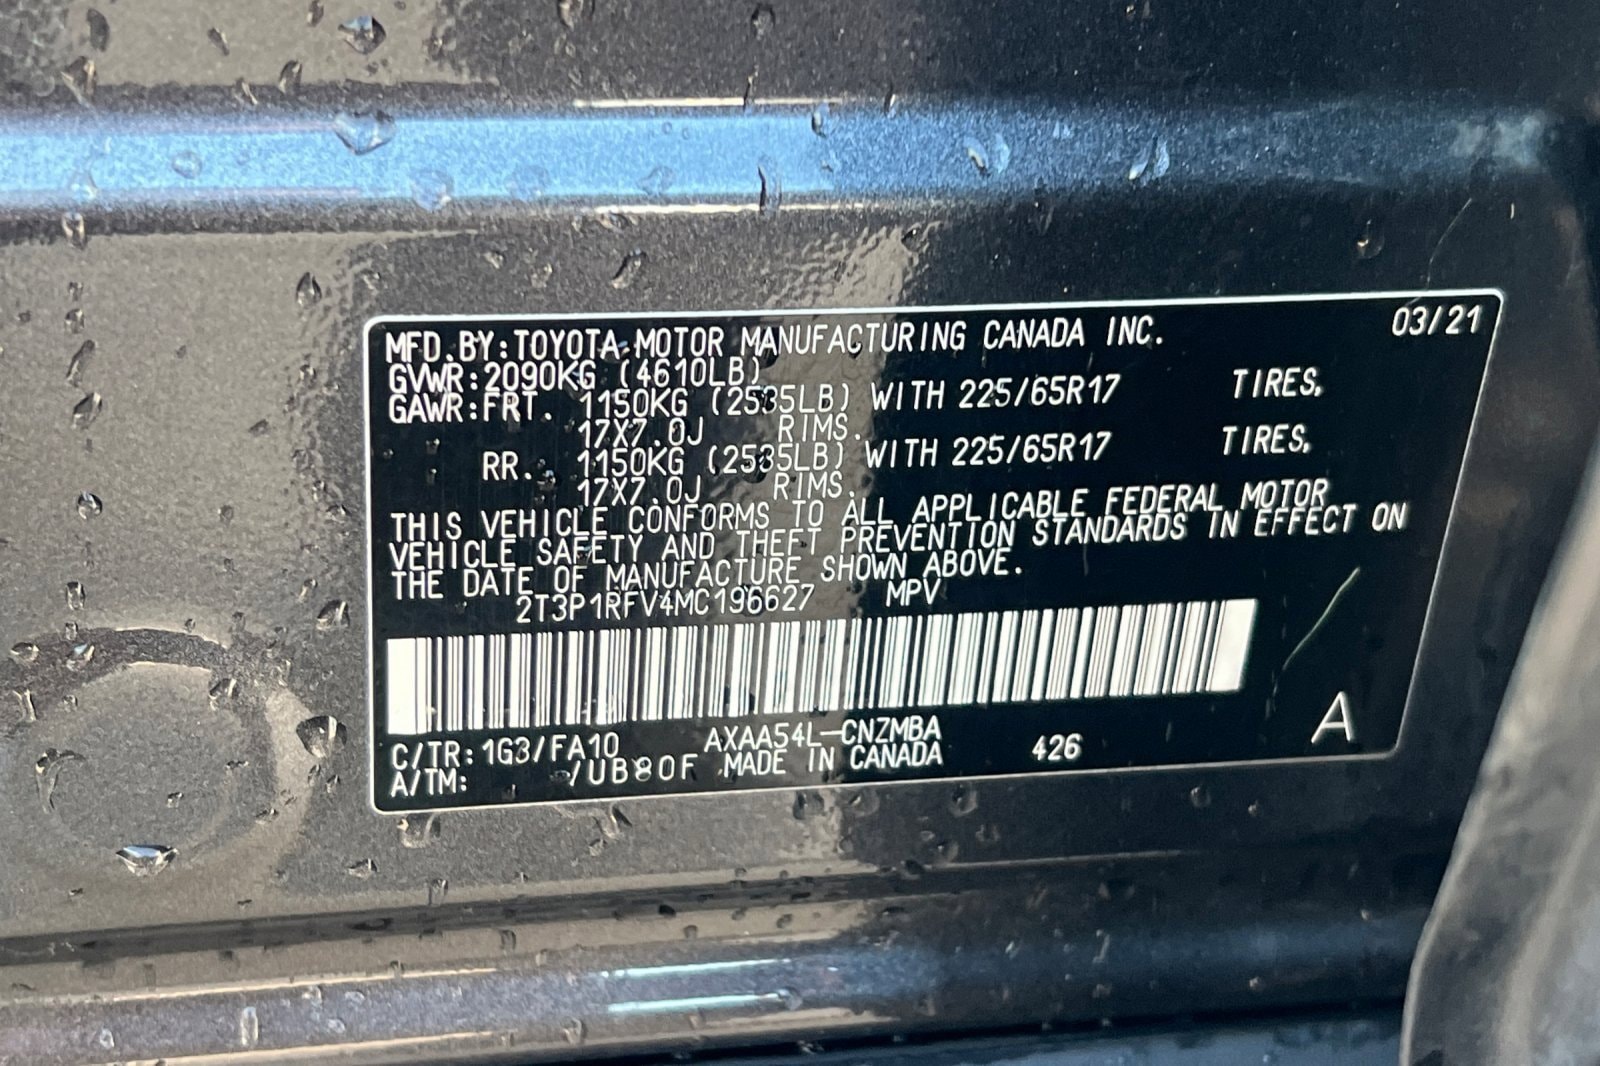 MFD.BY:TOYOTA MOTOR MANUFACTURING CANADA INC. 03/21
GVWR:2090KG (4610LB)
GAWR:FRT. 1150KG (2535LB) WITH 225/65R17 TIRES,
17X7.0J RIMS.
RR. 1150KG (2535LB) WITH 225/65R17 TIRES,
17X7.0J RIMS.
THIS VEHICLE CONFORMS TO ALL APPLICABLE FEDERAL MOTOR
VEHICLE SAFETY AND THEFT PREVENTION STANDARDS IN EFFECT ON
THE DATE OF MANUFACTURE SHOWN ABOVE.
2T3P1RFV4MC196627 MPV
C/TR:1G3/FA10 AXAA54L-CNZMBA 426 A
A/TM: /UB80F MADE IN CANADA